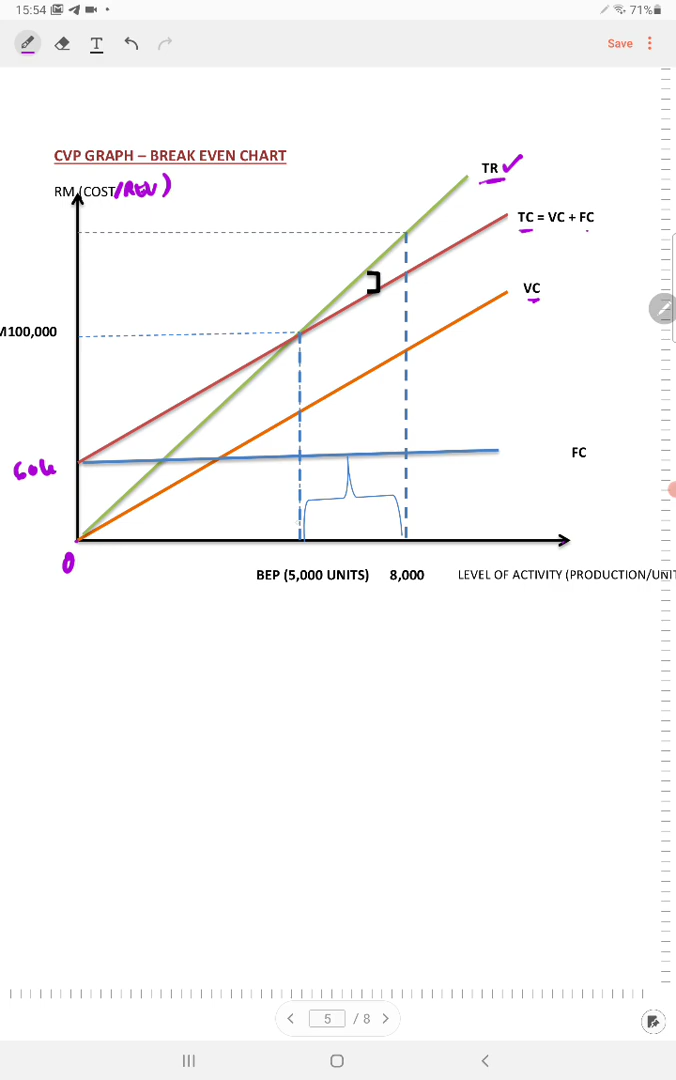 15:54
71%
Save
CVP GRAPH – BREAK EVEN CHART
TR
RM (COST/REV)
TC = VC + FC
VC
M100,000
FC
60k
0
BEP (5,000 UNITS) 8,000 LEVEL OF ACTIVITY (PRODUCTION/UNIT
5 / 8